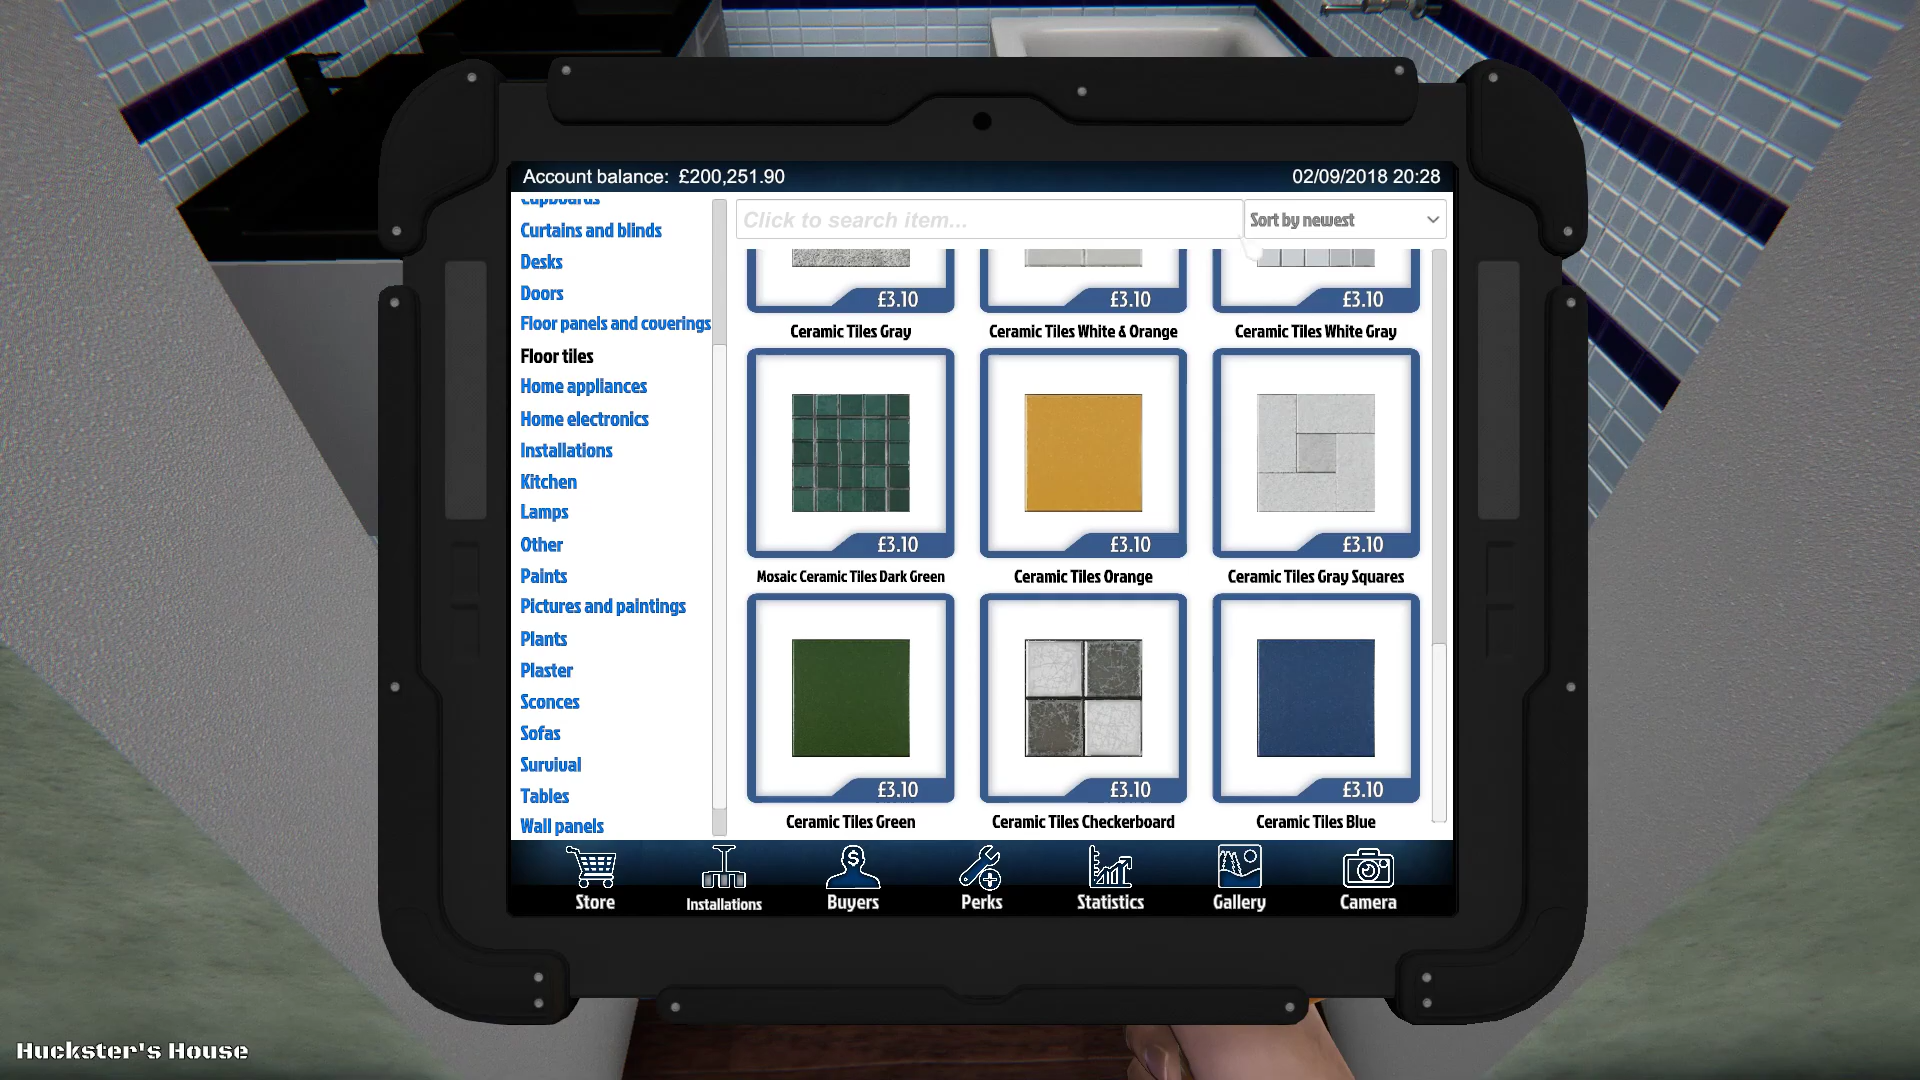 Account balance: £200,251.90
02/09/2018 20:28
Cupboards
Curtains and blinds
Desks
Doors
Floor panels and coverings
Floor tiles
Home appliances
Home electronics
Installations
Kitchen
Lamps
Other
Paints
Pictures and paintings
Plants
Plaster
Sconces
Sofas
Survival
Tables
Wall panels
Click to search item...
Sort by newest
£3.10
£3.10
£3.10
Ceramic Tiles Gray
Ceramic Tiles White & Orange
Ceramic Tiles White Gray
£3.10
£3.10
£3.10
Mosaic Ceramic Tiles Dark Green
Ceramic Tiles Orange
Ceramic Tiles Gray Squares
£3.10
£3.10
£3.10
Ceramic Tiles Green
Ceramic Tiles Checkerboard
Ceramic Tiles Blue
Store
Installations
Buyers
Perks
Statistics
Gallery
Camera
Huckster's House